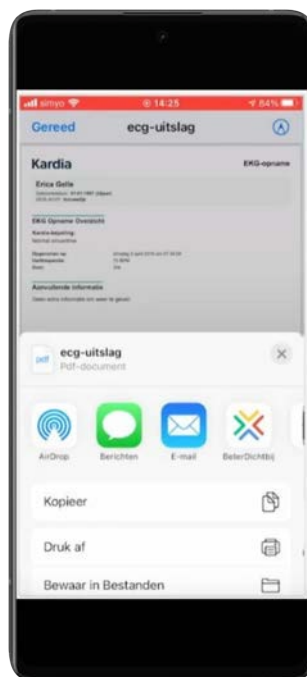 simyo 14:25 84%
Gereed ecg-uitslag
Kardia EKG-opname
Erica Gelle
EKG Opname Overzicht
Aanvullende informatie
ecg-uitslag
pdf
Pdf-document
AirDrop Berichten E-mail BeterDichtbij
Kopieer
Druk af
Bewaar in Bestanden